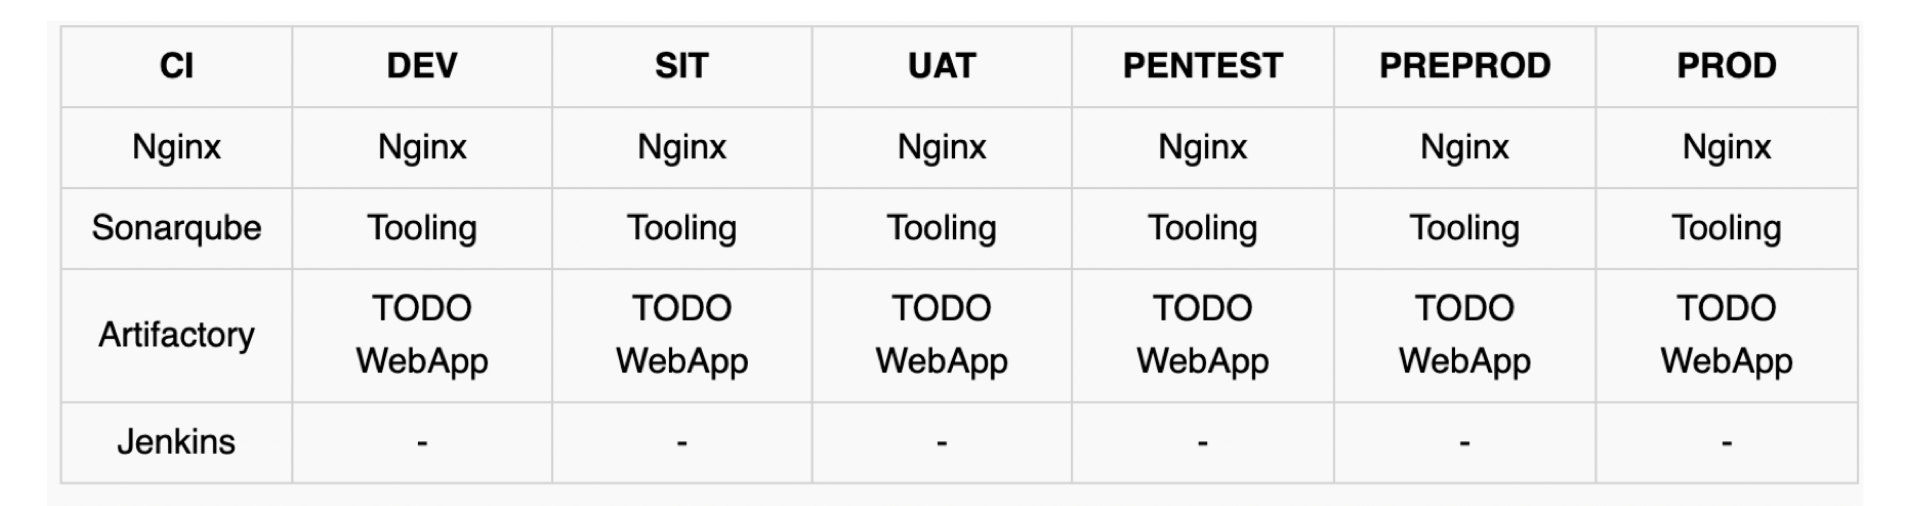 CI DEV SIT UAT PENTEST PREPROD PROD
Nginx Nginx Nginx Nginx Nginx Nginx Nginx
Sonarqube Tooling Tooling Tooling Tooling Tooling Tooling
Artifactory TODO WebApp TODO WebApp TODO WebApp TODO WebApp TODO WebApp TODO WebApp
Jenkins - - - - - -